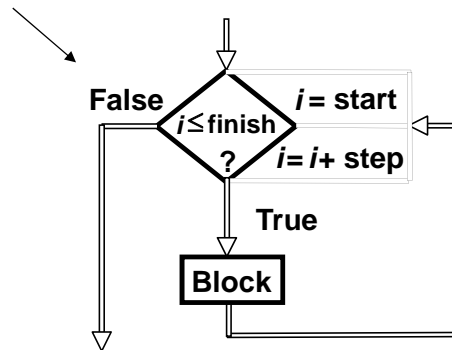 False
i = start
i ≤ finish
?
i = i + step
True
Block